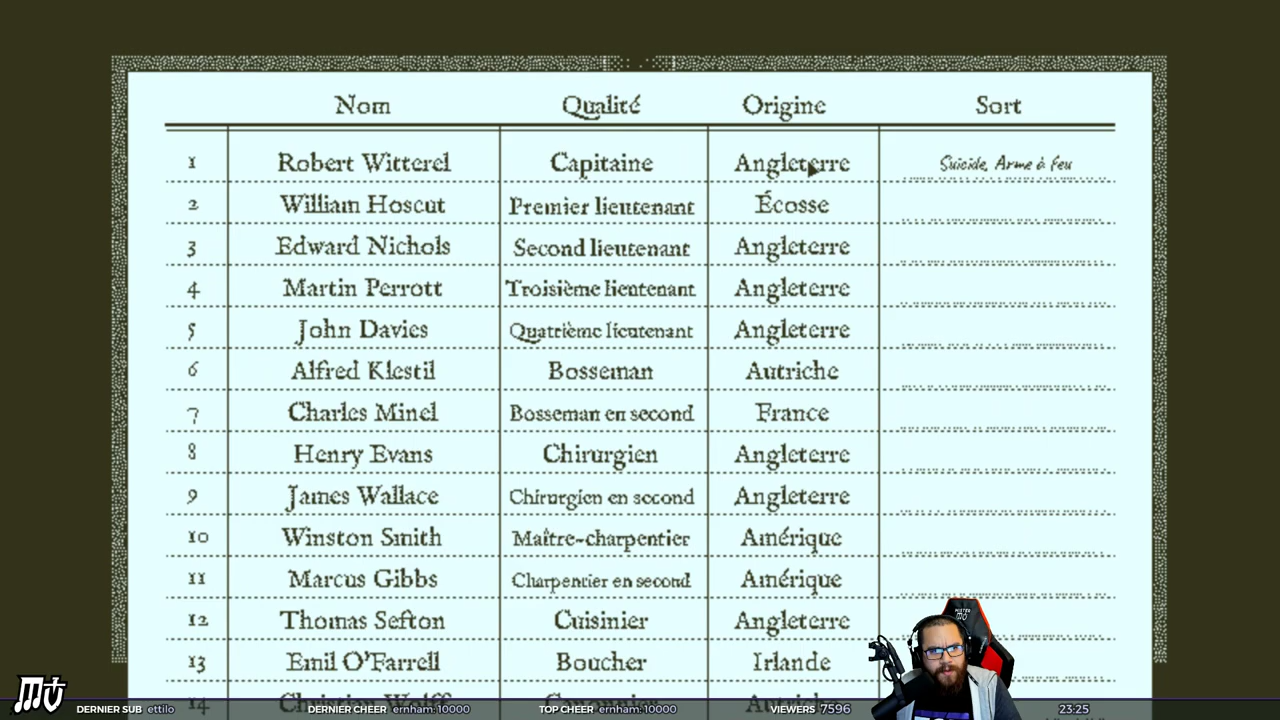 Nom Qualité Origine Sort
1 Robert Witterel Capitaine Angleterre Suicide, Arme à feu
2 William Hoscut Premier lieutenant Écosse
3 Edward Nichols Second lieutenant Angleterre
4 Martin Perrott Troisième lieutenant Angleterre
5 John Davies Quatrième lieutenant Angleterre
6 Alfred Klestil Bosseman Autriche
7 Charles Minel Bosseman en second France
8 Henry Evans Chirurgien Angleterre
9 James Wallace Chirurgien en second Angleterre
10 Winston Smith Maître-charpentier Amérique
11 Marcus Gibbs Charpentier en second Amérique
12 Thomas Sefton Cuisinier Angleterre
13 Emil O'Farrell Boucher Irlande
14 Christian Wolff
DERNIER SUB ettilo DERNIER CHEER ernham: 10000 TOP CHEER ernham: 10000 VIEWERS 7596 23:25